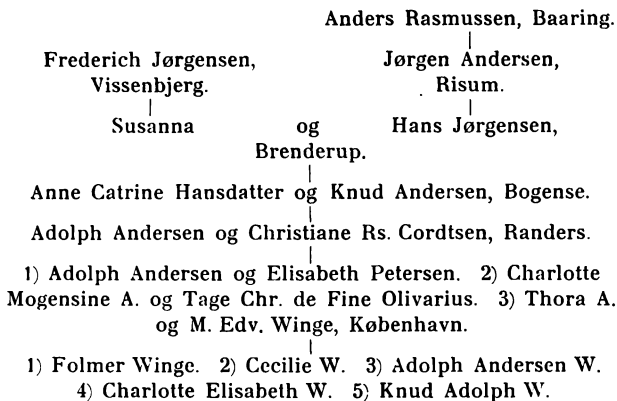 Anders Rasmussen, Baaring.
Frederich Jørgensen, Vissenbjerg.
Jørgen Andersen, Risum.
Susanna og Hans Jørgensen,
Brenderup.
Anne Catrine Hansdatter og Knud Andersen, Bogense.
Adolph Andersen og Christiane Rs. Cordtsen, Randers.
1) Adolph Andersen og Elisabeth Petersen. 2) Charlotte
Mogensine A. og Tage Chr. de Fine Olivarius. 3) Thora A.
og M. Edv. Winge, København.
1) Folmer Winge. 2) Cecilie W. 3) Adolph Andersen W.
4) Charlotte Elisabeth W. 5) Knud Adolph W.